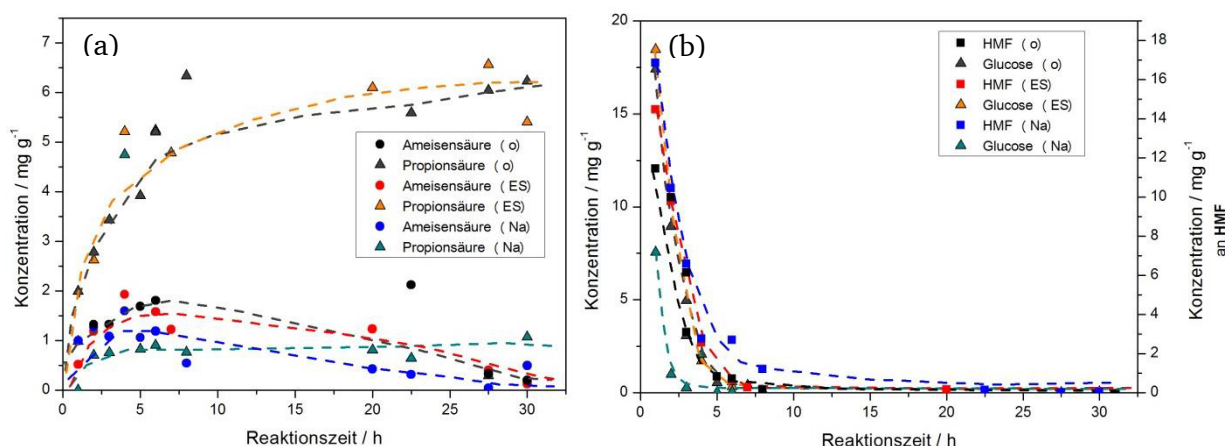 (a)
Konzentration / mg g⁻¹
7
6
5
4
3
2
1
0
Ameisensäure ( o)
Propionsäure ( o)
Ameisensäure ( ES)
Propionsäure ( ES)
Ameisensäure ( Na)
Propionsäure ( Na)
0 5 10 15 20 25 30
Reaktionszeit / h
(b)
Konzentration / mg g⁻¹
20
15
10
5
0
HMF ( o)
Glucose ( o)
HMF ( ES)
Glucose ( ES)
HMF ( Na)
Glucose ( Na)
18
16
14
12
10
8
6
4
2
0
Konzentration / mg g⁻¹
an HMF
0 5 10 15 20 25 30
Reaktionszeit / h